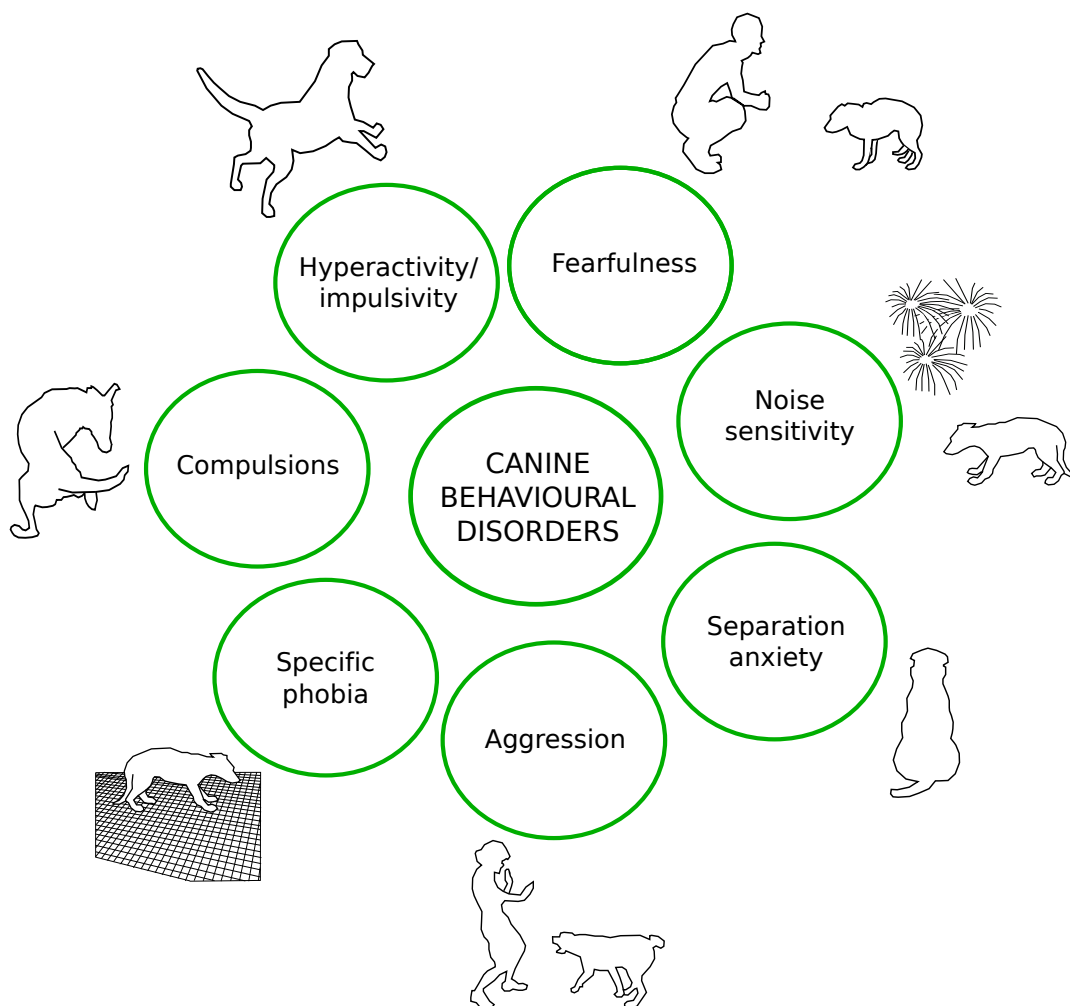 Hyperactivity/
impulsivity
Fearfulness
Noise
sensitivity
Compulsions
CANINE
BEHAVIOURAL
DISORDERS
Separation
anxiety
Specific
phobia
Aggression